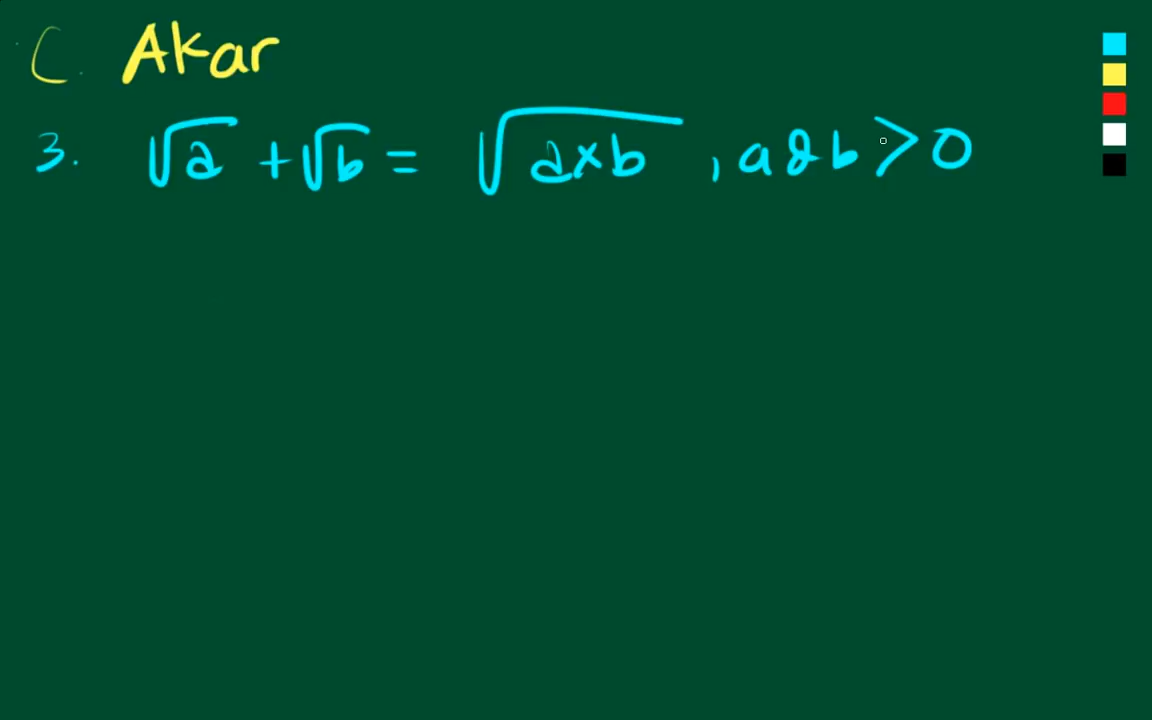 C. Akar
3. √a + √b = √a×b , a & b > 0